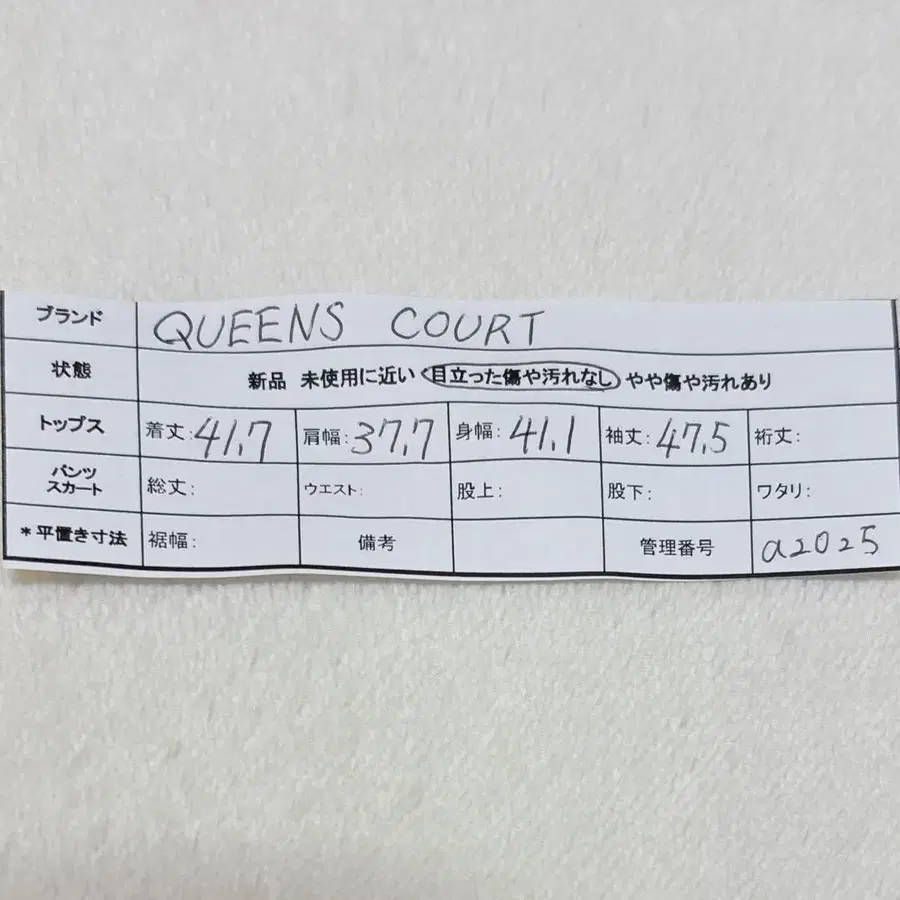 ブランド QUEENS COURT
状態 新品 未使用に近い 目立った傷や汚れなし やや傷や汚れあり
トップス 着丈:41.7 肩幅:37.7 身幅:41.1 袖丈:47.5 裄丈:
パンツ
スカート 総丈: ウエスト: 股上: 股下: ワタリ:
*平置き寸法 裾幅: 備考 管理番号 a2025